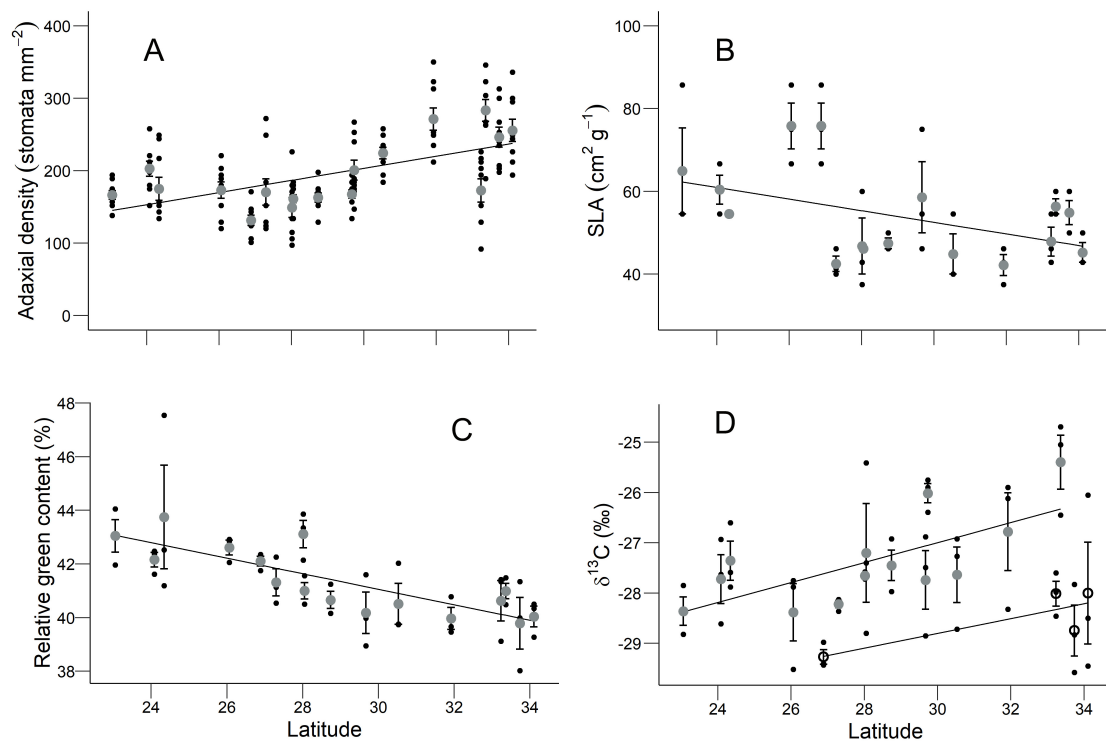 A
Adaxial density (stomata mm⁻²)
400
300
200
100
0
B
SLA (cm² g⁻¹)
100
80
60
40
C
Relative green content (%)
48
46
44
42
40
38
24 26 28 30 32 34
Latitude
D
δ¹³C (‰)
-25
-26
-27
-28
-29
24 26 28 30 32 34
Latitude